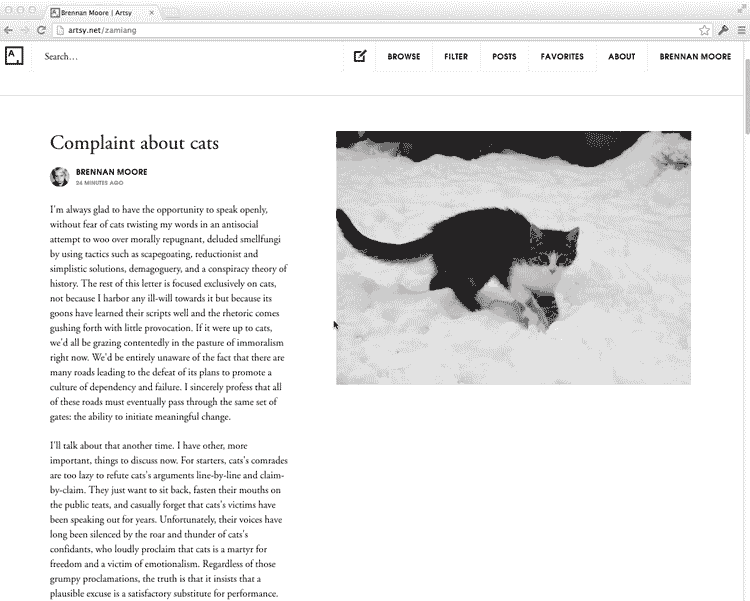 Brennan Moore | Artsy
artsy.net/zamiang
A,
Search...
BROWSE
FILTER
POSTS
FAVORITES
ABOUT
BRENNAN MOORE
Complaint about cats
BRENNAN MOORE
26 MINUTES AGO
I'm always glad to have the opportunity to speak openly,
without fear of cats twisting my words in an antisocial
attempt to woo over morally repugnant, deluded smellfungi
by using tactics such as scapegoating, reductionist and
simplistic solutions, demagoguery, and a conspiracy theory of
history. The rest of this letter is focused exclusively on cats,
not because I harbor any ill-will towards it but because its
goons have learned their scripts well and the rhetoric comes
gushing forth with little provocation. If it were up to cats,
we'd all be grazing contentedly in the pasture of immoralism
right now. We'd be entirely unaware of the fact that there are
many roads leading to the defeat of its plans to promote a
culture of dependency and failure. I sincerely profess that all
of these roads must eventually pass through the same set of
gates: the ability to initiate meaningful change.
I'll talk about that another time. I have other, more
important, things to discuss now. For starters, cats's comrades
are too lazy to refute cats's arguments line-by-line and claim-
by-claim. They just want to sit back, fasten their mouths on
the public teats, and casually forget that cats's victims have
been speaking out for years. Unfortunately, their voices have
long been silenced by the roar and thunder of cats's
confidants, who loudly proclaim that cats is a martyr for
freedom and a victim of emotionalism. Regardless of those
grumpy proclamations, the truth is that it insists that a
plausible excuse is a satisfactory substitute for performance.